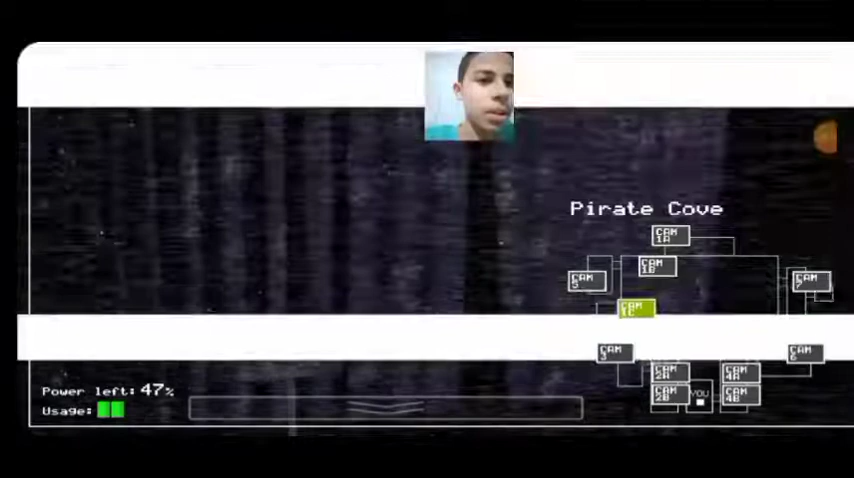 Pirate Cove
CAM
1A
CAM
1B
CAM
5
CAM
7
CAM
1C
CAM
3
CAM
6
CAM
2A
CAM
4A
CAM
2B
YOU
CAM
4B
Power left: 47%
Usage: